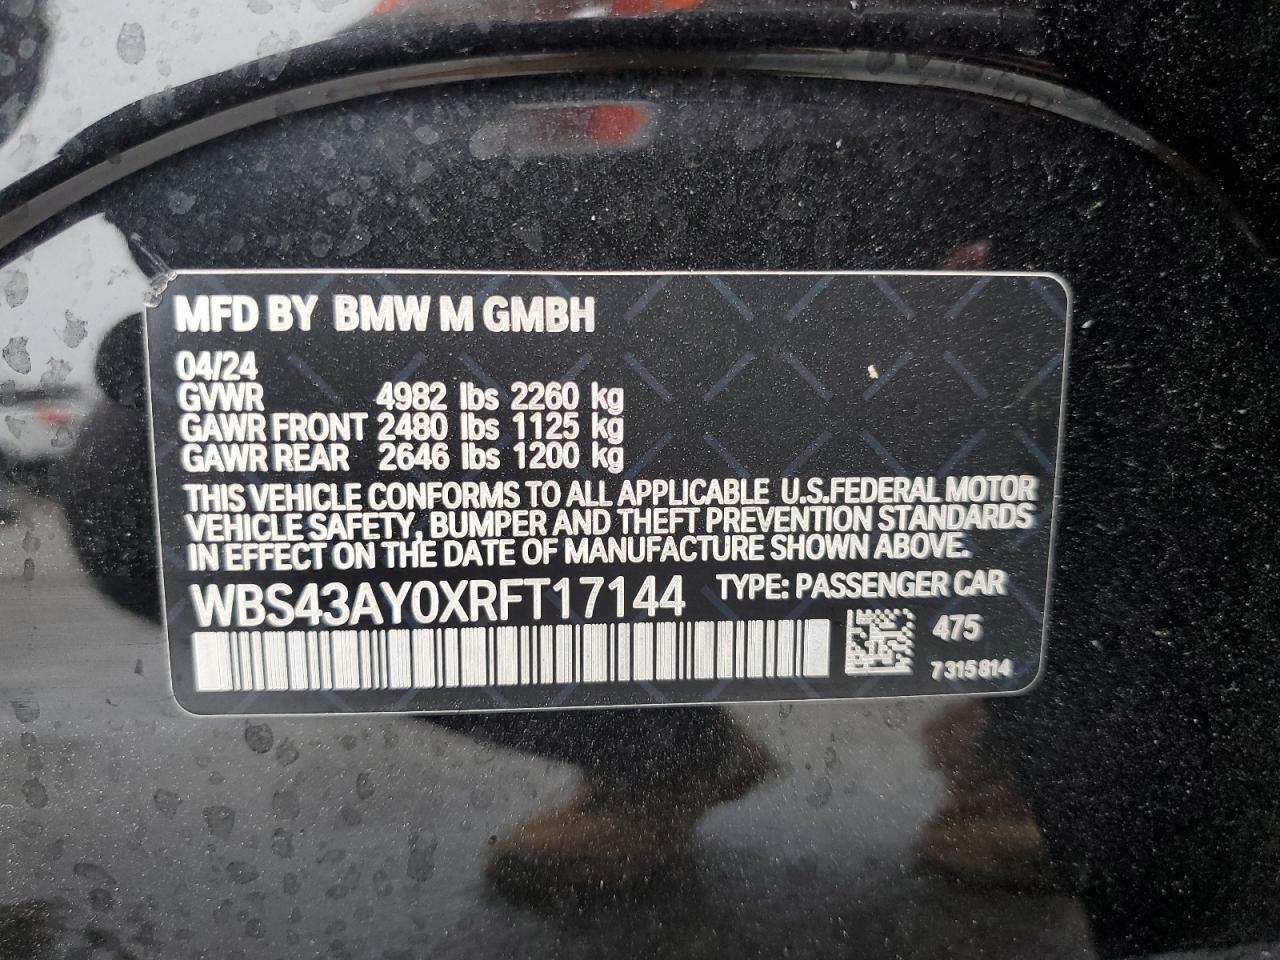 MFD BY BMW M GMBH
04/24
GVWR 4982 lbs 2260 kg
GAWR FRONT 2480 lbs 1125 kg
GAWR REAR 2646 lbs 1200 kg
THIS VEHICLE CONFORMS TO ALL APPLICABLE U.S.FEDERAL MOTOR
VEHICLE SAFETY, BUMPER AND THEFT PREVENTION STANDARDS
IN EFFECT ON THE DATE OF MANUFACTURE SHOWN ABOVE.
WBS43AY0XRFT17144 TYPE: PASSENGER CAR
475
7315814